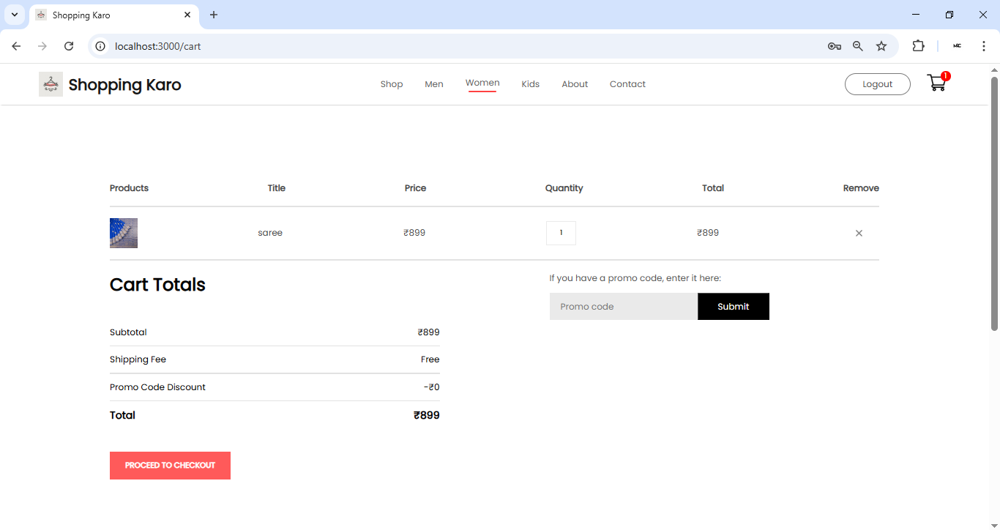 Shopping Karo
localhost:3000/cart
Shopping Karo
Shop Men Women Kids About Contact Logout 1
Products Title Price Quantity Total Remove
saree ₹899 1 ₹899 ×
Cart Totals
If you have a promo code, enter it here:
Promo code Submit
Subtotal ₹899
Shipping Fee Free
Promo Code Discount -₹0
Total ₹899
PROCEED TO CHECKOUT